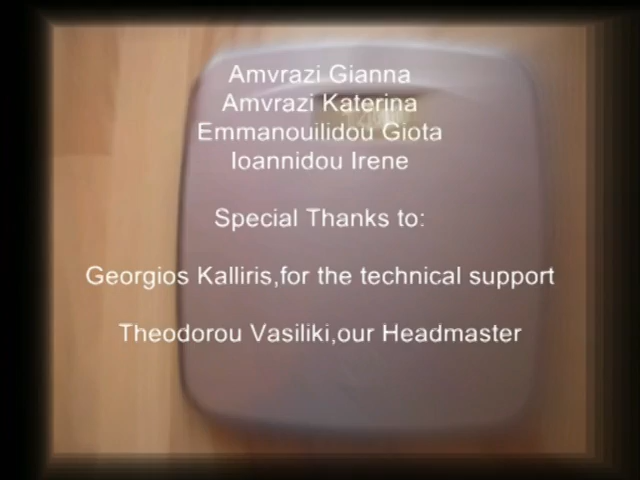 Amvrazi Gianna
Amvrazi Katerina
Emmanouilidou Giota
Ioannidou Irene
Special Thanks to:
Georgios Kalliris,for the technical support
Theodorou Vasiliki,our Headmaster